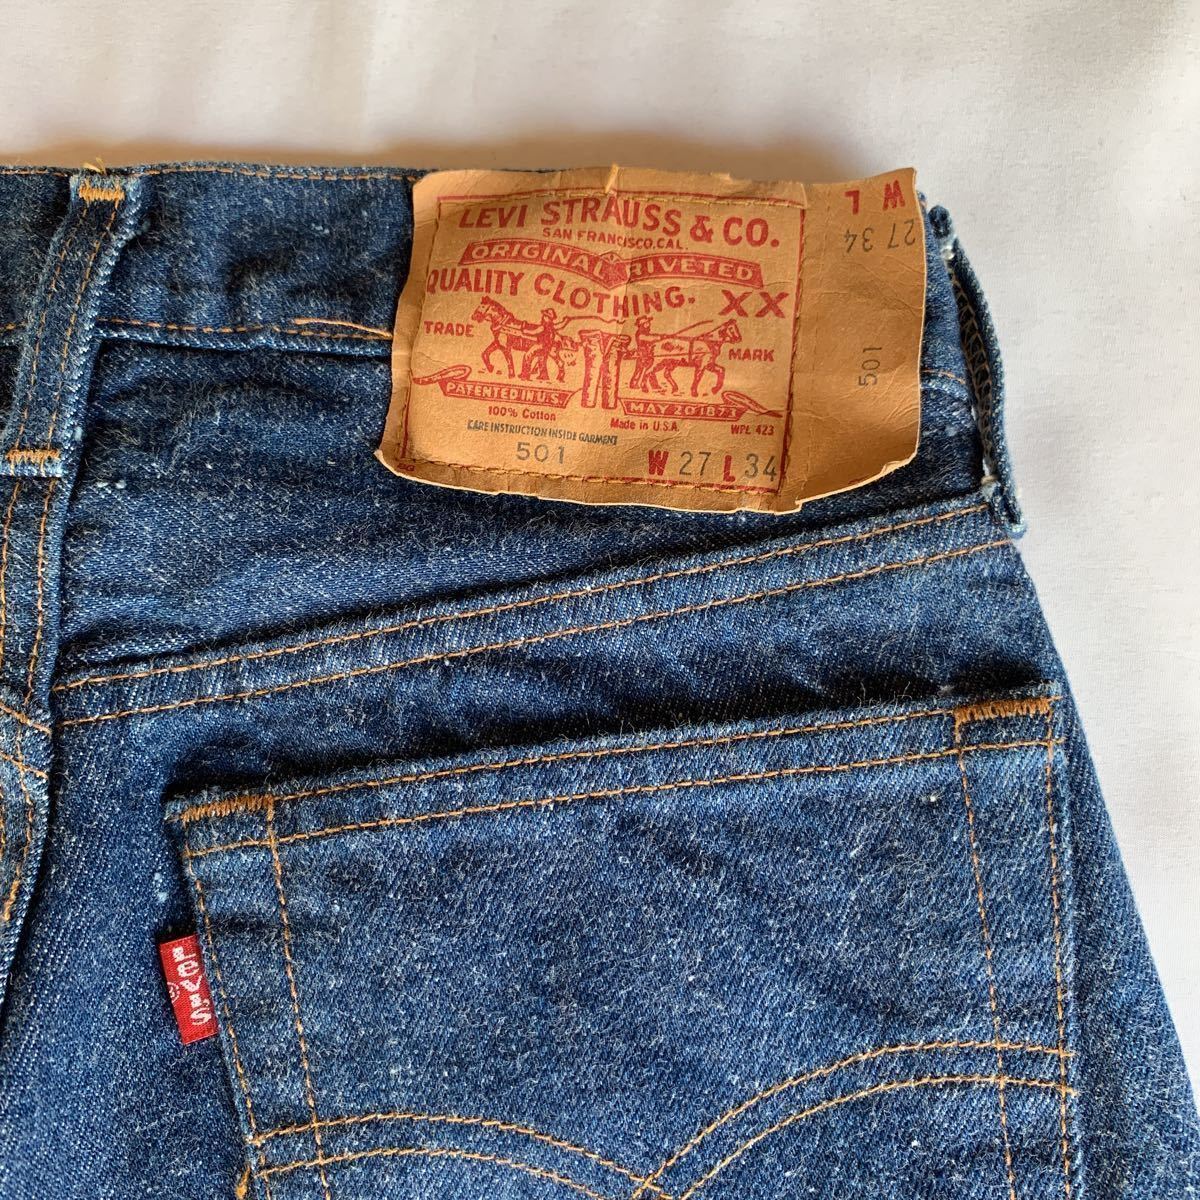 LEVI STRAUSS & CO.
SAN FRANCISCO, CAL.
ORIGINAL RIVETED
QUALITY CLOTHING. XX
TRADE MARK
PATENTED IN U.S. MAY 20 1873
100% Cotton Made in U.S.A. WPL 423
CARE INSTRUCTION INSIDE GARMENT
501 W 27 L 34
W L
27 34
501
LEVI'S
®